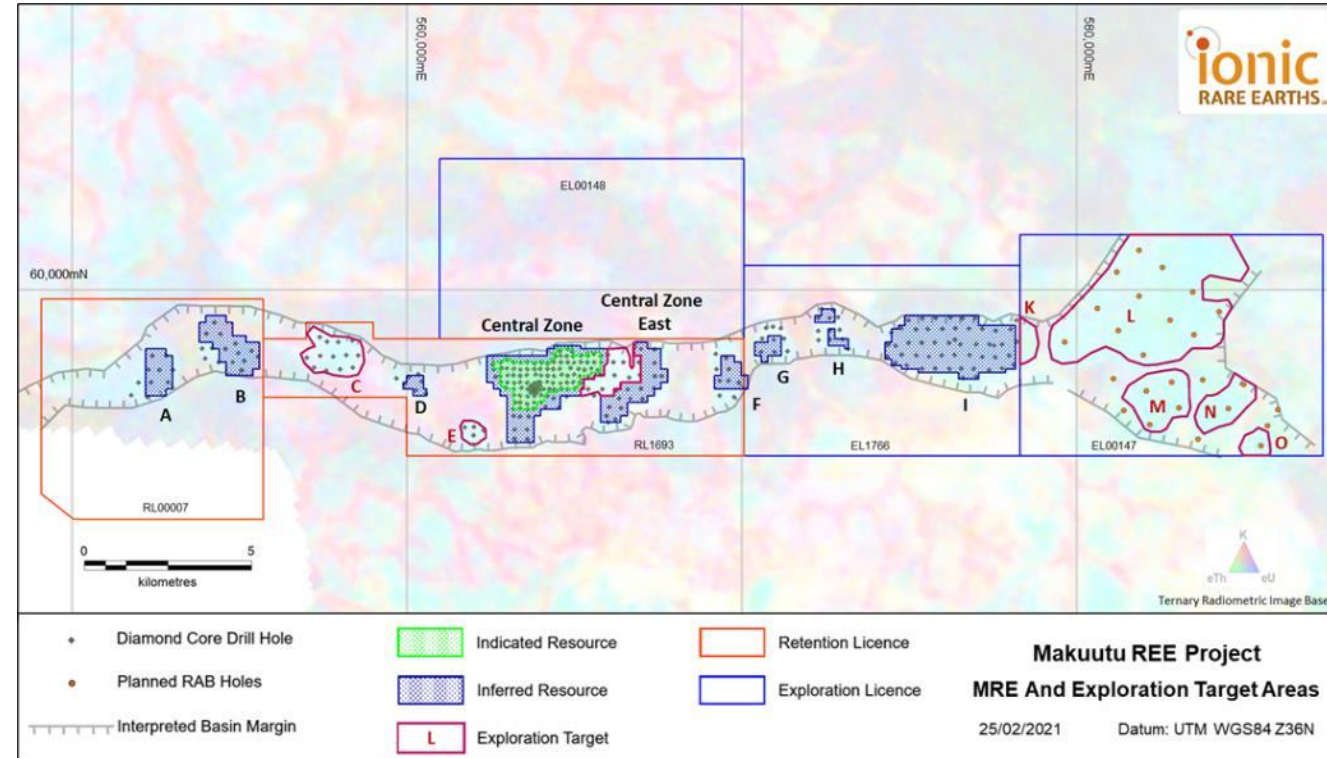 560,000mE
580,000mE
ionic
RARE EARTHS
EL00148
60,000mN
Central Zone
Central Zone
East
K
L
A
B
C
D
E
F
G
H
I
M
N
O
RL1693
EL1766
EL00147
RL00007
0 5
kilometres
K
eTh eU
Ternary Radiometric Image Base
Diamond Core Drill Hole
Planned RAB Holes
Interpreted Basin Margin
Indicated Resource
Inferred Resource
L Exploration Target
Retention Licence
Exploration Licence
Makuutu REE Project
MRE And Exploration Target Areas
25/02/2021 Datum: UTM WGS84 Z36N